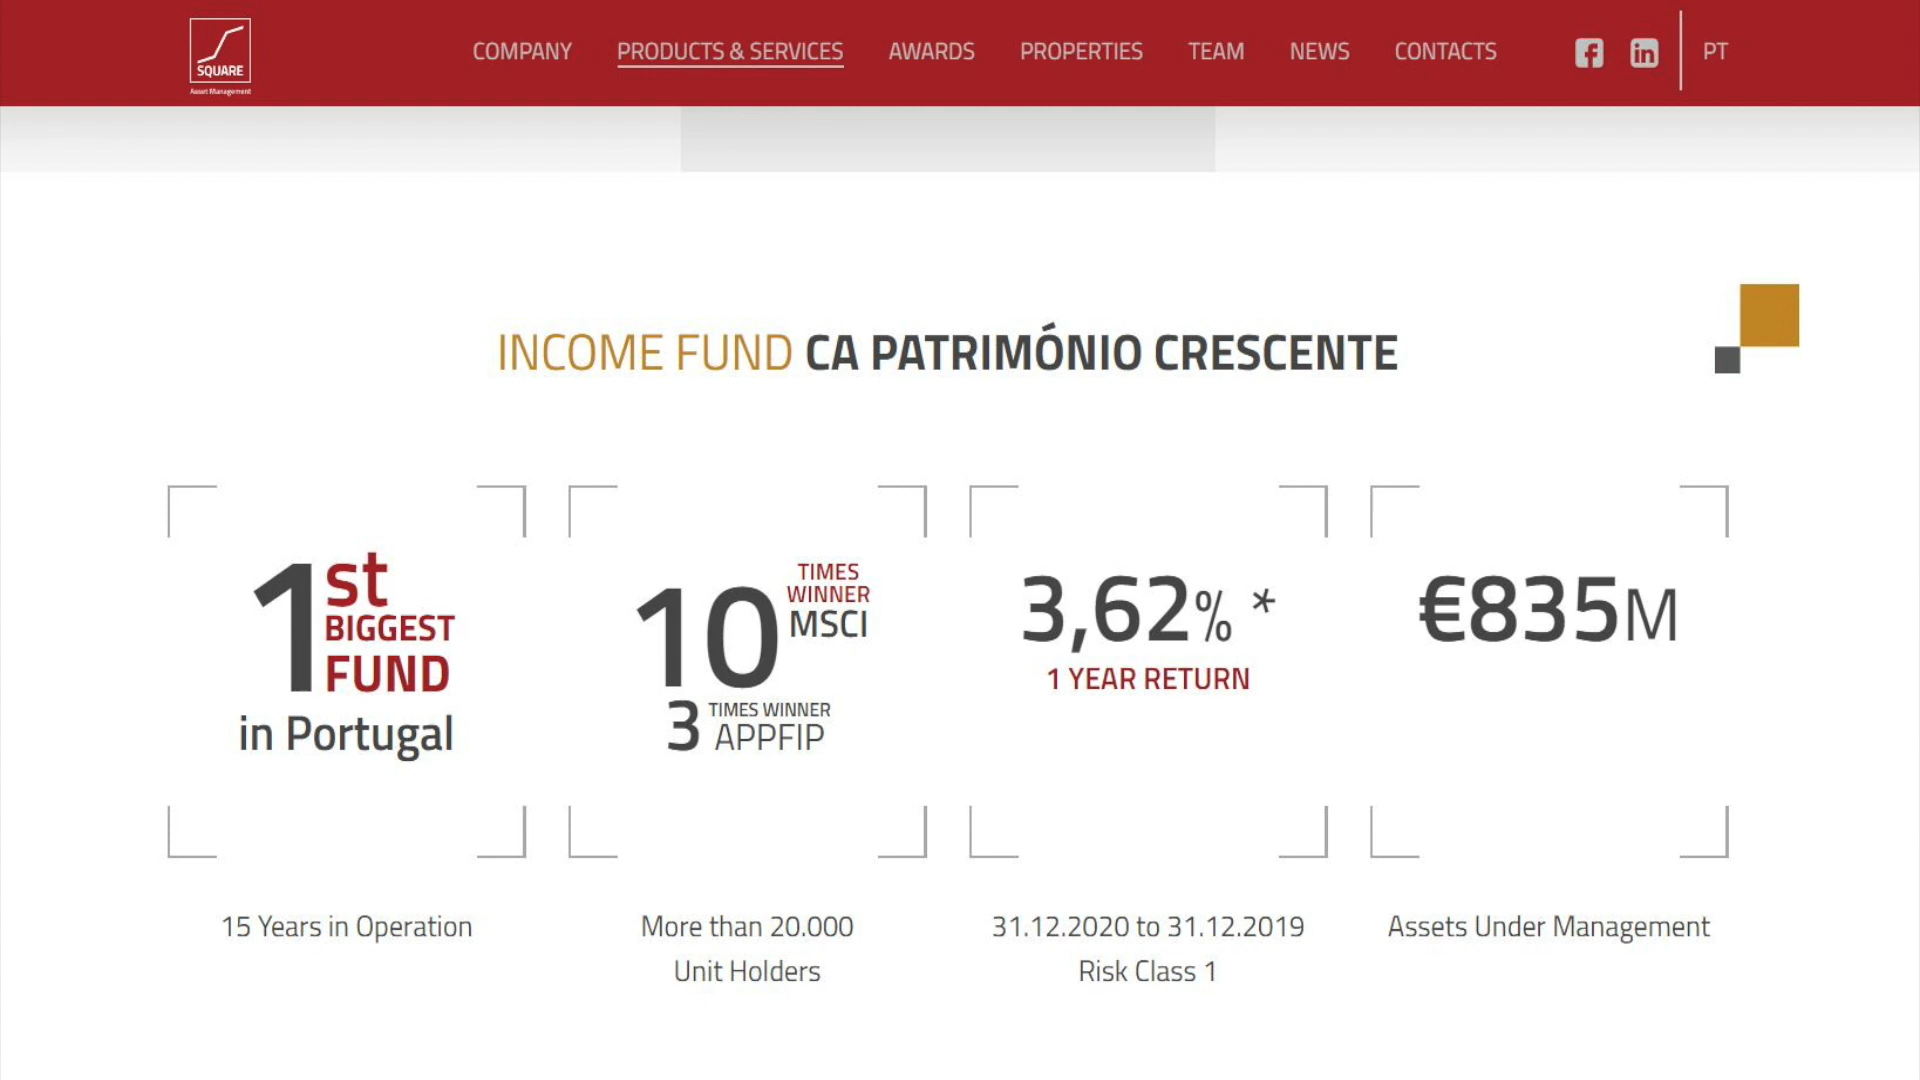 SQUARE
Asset Management
COMPANY
PRODUCTS & SERVICES
AWARDS
PROPERTIES
TEAM
NEWS
CONTACTS
PT
INCOME FUND CA PATRIMÓNIO CRESCENTE
1st
BIGGEST
FUND
in Portugal
15 Years in Operation
10
TIMES
WINNER
MSCI
3
TIMES WINNER
APPFIP
More than 20.000
Unit Holders
3,62% *
1 YEAR RETURN
31.12.2020 to 31.12.2019
Risk Class 1
€835M
Assets Under Management